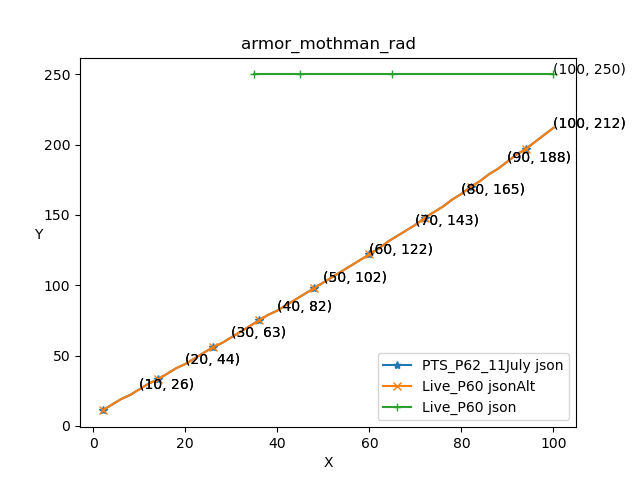 armor_mothman_rad
250
200
150
100
50
0
Y
(100, 250)
(100, 212)
(90, 188)
(80, 165)
(70, 143)
(60, 122)
(50, 102)
(40, 82)
(30, 63)
(20, 44)
(10, 26)
PTS_P62_11July json
Live_P60 jsonAlt
Live_P60 json
0 20 40 60 80 100
X